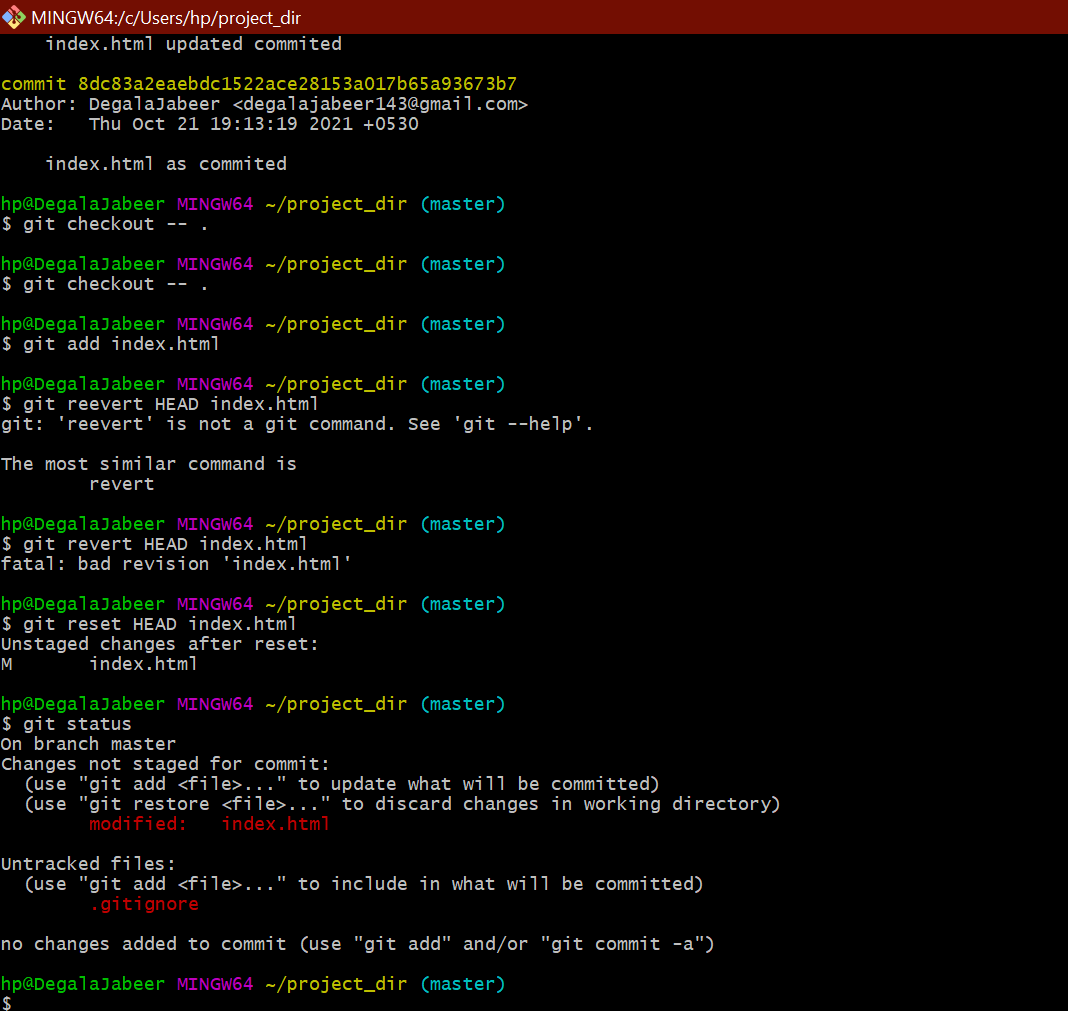 MINGW64:/c/Users/hp/project_dir
    index.html updated commited
commit 8dc83a2eaebdc1522ace28153a017b65a93673b7
Author: DegalaJabeer <degalajabeer143@gmail.com>
Date:   Thu Oct 21 19:13:19 2021 +0530
    index.html as commited
hp@DegalaJabeer MINGW64 ~/project_dir (master)
$ git checkout -- .
hp@DegalaJabeer MINGW64 ~/project_dir (master)
$ git checkout -- .
hp@DegalaJabeer MINGW64 ~/project_dir (master)
$ git add index.html
hp@DegalaJabeer MINGW64 ~/project_dir (master)
$ git reevert HEAD index.html
git: 'reevert' is not a git command. See 'git --help'.
The most similar command is
        revert
hp@DegalaJabeer MINGW64 ~/project_dir (master)
$ git revert HEAD index.html
fatal: bad revision 'index.html'
hp@DegalaJabeer MINGW64 ~/project_dir (master)
$ git reset HEAD index.html
Unstaged changes after reset:
M       index.html
hp@DegalaJabeer MINGW64 ~/project_dir (master)
$ git status
On branch master
Changes not staged for commit:
  (use "git add <file>..." to update what will be committed)
  (use "git restore <file>..." to discard changes in working directory)
        modified:   index.html
Untracked files:
  (use "git add <file>..." to include in what will be committed)
        .gitignore
no changes added to commit (use "git add" and/or "git commit -a")
hp@DegalaJabeer MINGW64 ~/project_dir (master)
$